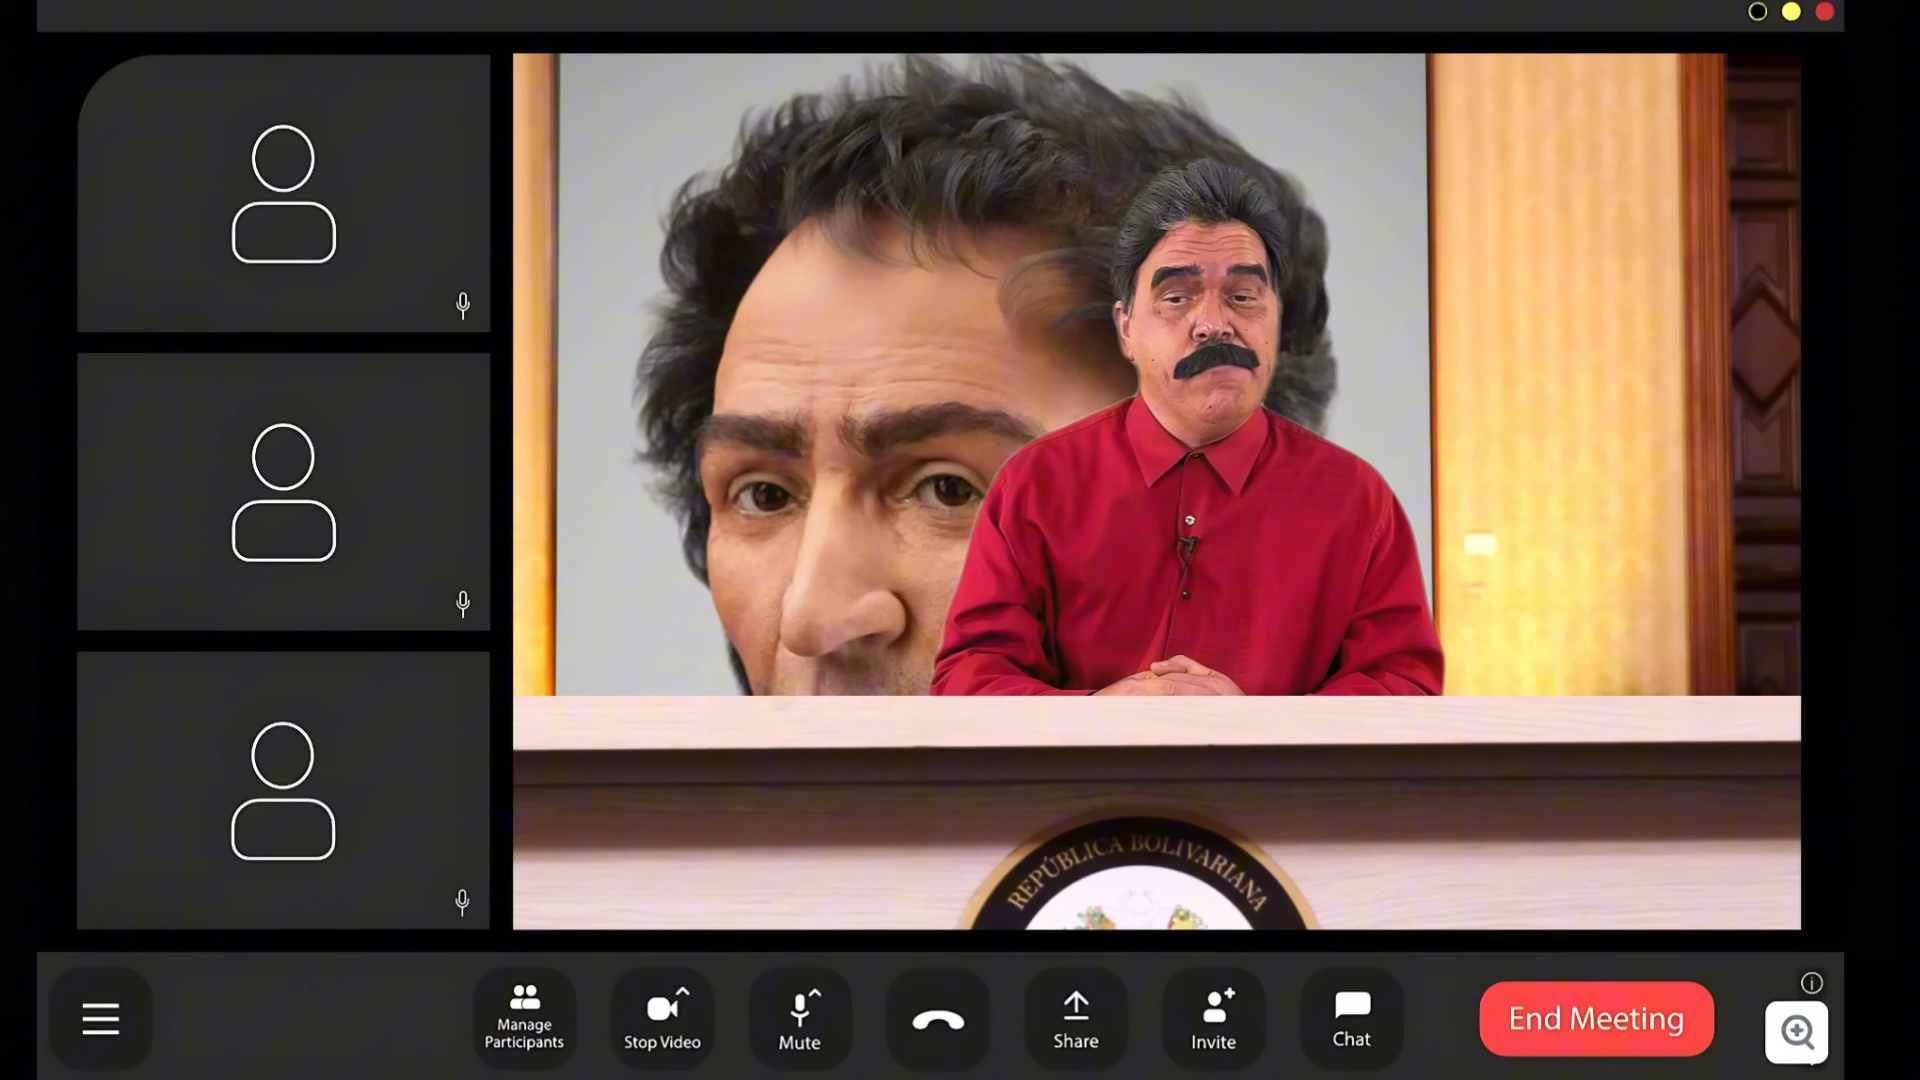 REPÚBLICA BOLIVARIANA
Manage
Participants
Stop Video
Mute
Share
Invite
Chat
End Meeting